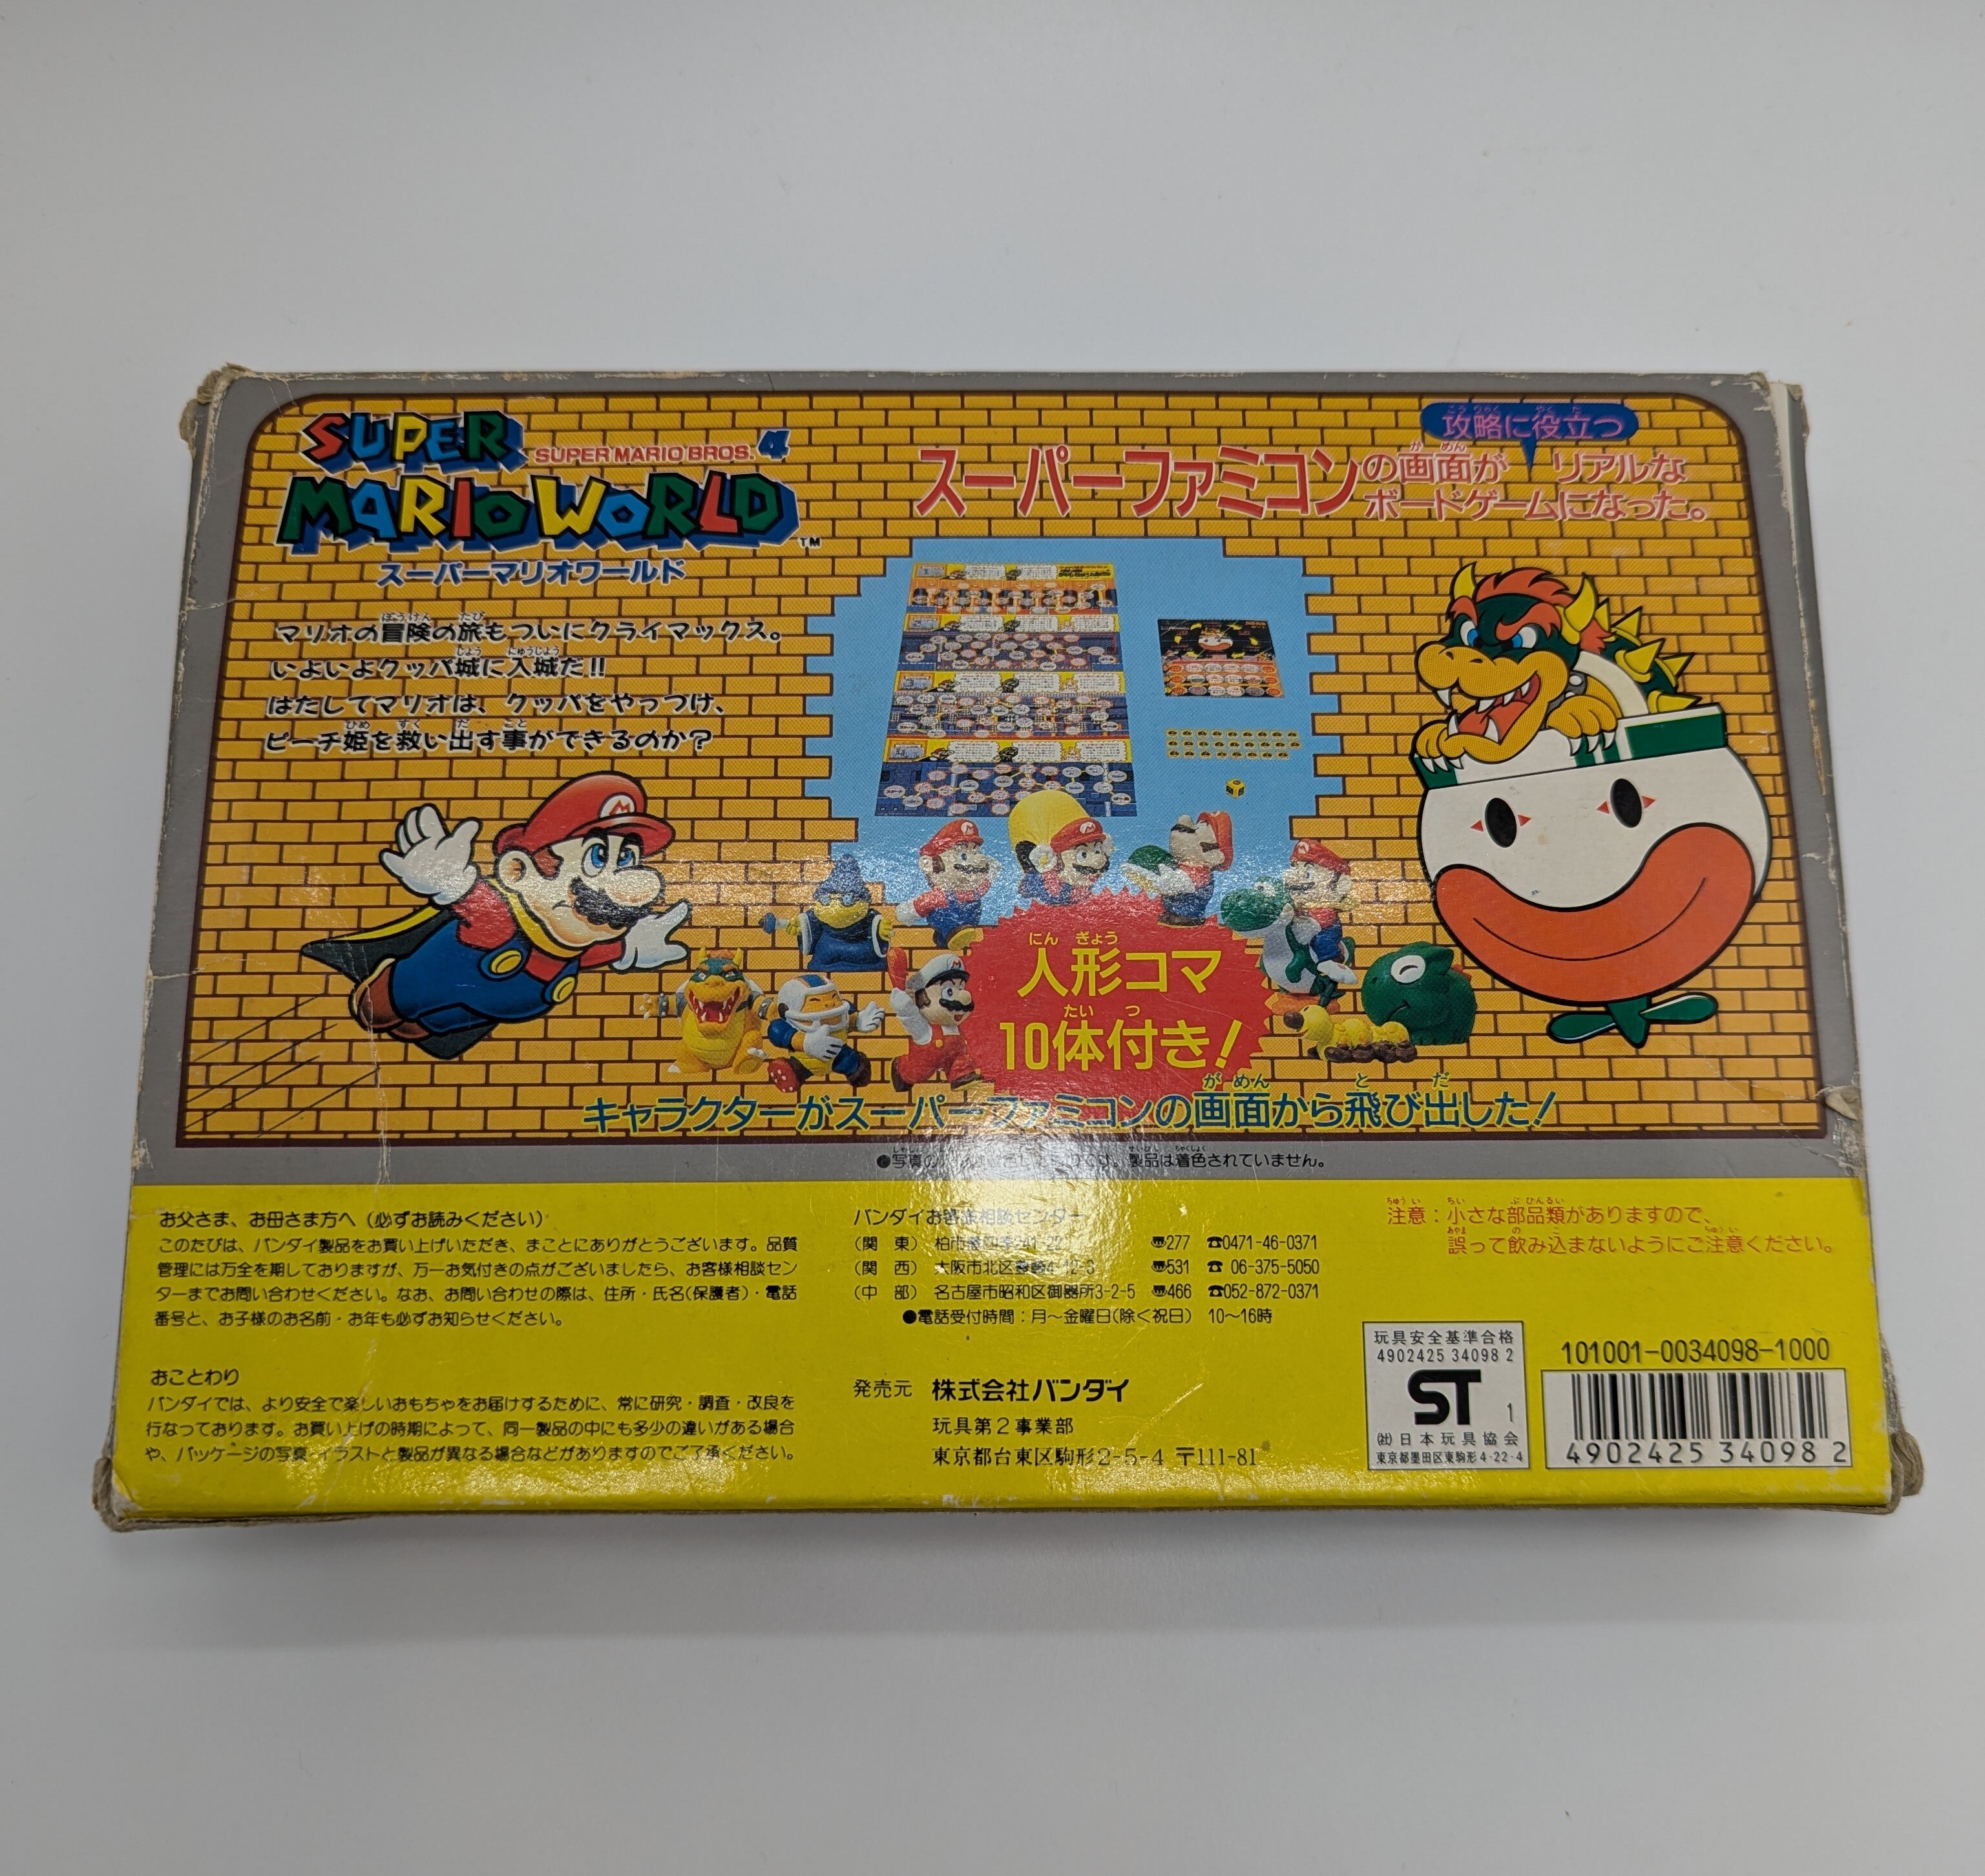 SUPER
SUPER MARIO BROS. 4
MARIO WORLD
TM
スーパーマリオワールド
マリオの冒険の旅もついにクライマックス。
いよいよクッパ城に入城だ!!
はたしてマリオは、クッパをやっつけ、
ピーチ姫を救い出す事ができるのか?
攻略に役立つ
スーパーファミコンの画面が リアルな
ボードゲームになった。
人形コマ
10体付き!
キャラクターがスーパーファミコンの画面から飛び出した!
●写真の 製品は着色されていません。
お父さま、お母さま方へ(必ずお読みください)
このたびは、バンダイ製品をお買い上げいただき、まことにありがとうございます。品質
管理には万全を期しておりますが、万一お気付きの点がございましたら、お客様相談セン
ターまでお問い合わせください。なお、お問い合わせの際は、住所・氏名(保護者)・電話
番号と、お子様のお名前・お年も必ずお知らせください。
おことわり
バンダイでは、より安全で楽しいおもちゃをお届けするために、常に研究・調査・改良を
行なっております。お買い上げの時期によって、同一製品の中にも多少の違いがある場合
や、パッケージの写真・イラストと製品が異なる場合などがありますのでご了承ください。
バンダイお客様相談センター
(関 東) 柏市 〠277 ☎0471-46-0371
(関 西) 大阪市北区 〠531 ☎06-375-5050
(中 部) 名古屋市昭和区御器所3-2-5 〠466 ☎052-872-0371
●電話受付時間:月~金曜日(除く祝日) 10~16時
発売元 株式会社バンダイ
玩具第2事業部
東京都台東区駒形2-5-4 〒111-81
注意:小さな部品類がありますので、
誤って飲み込まないようにご注意ください。
玩具安全基準合格
4902425 34098 2
ST 1
(社)日本玩具協会
東京都墨田区東駒形4-22-4
101001-0034098-1000
4902425 34098 2